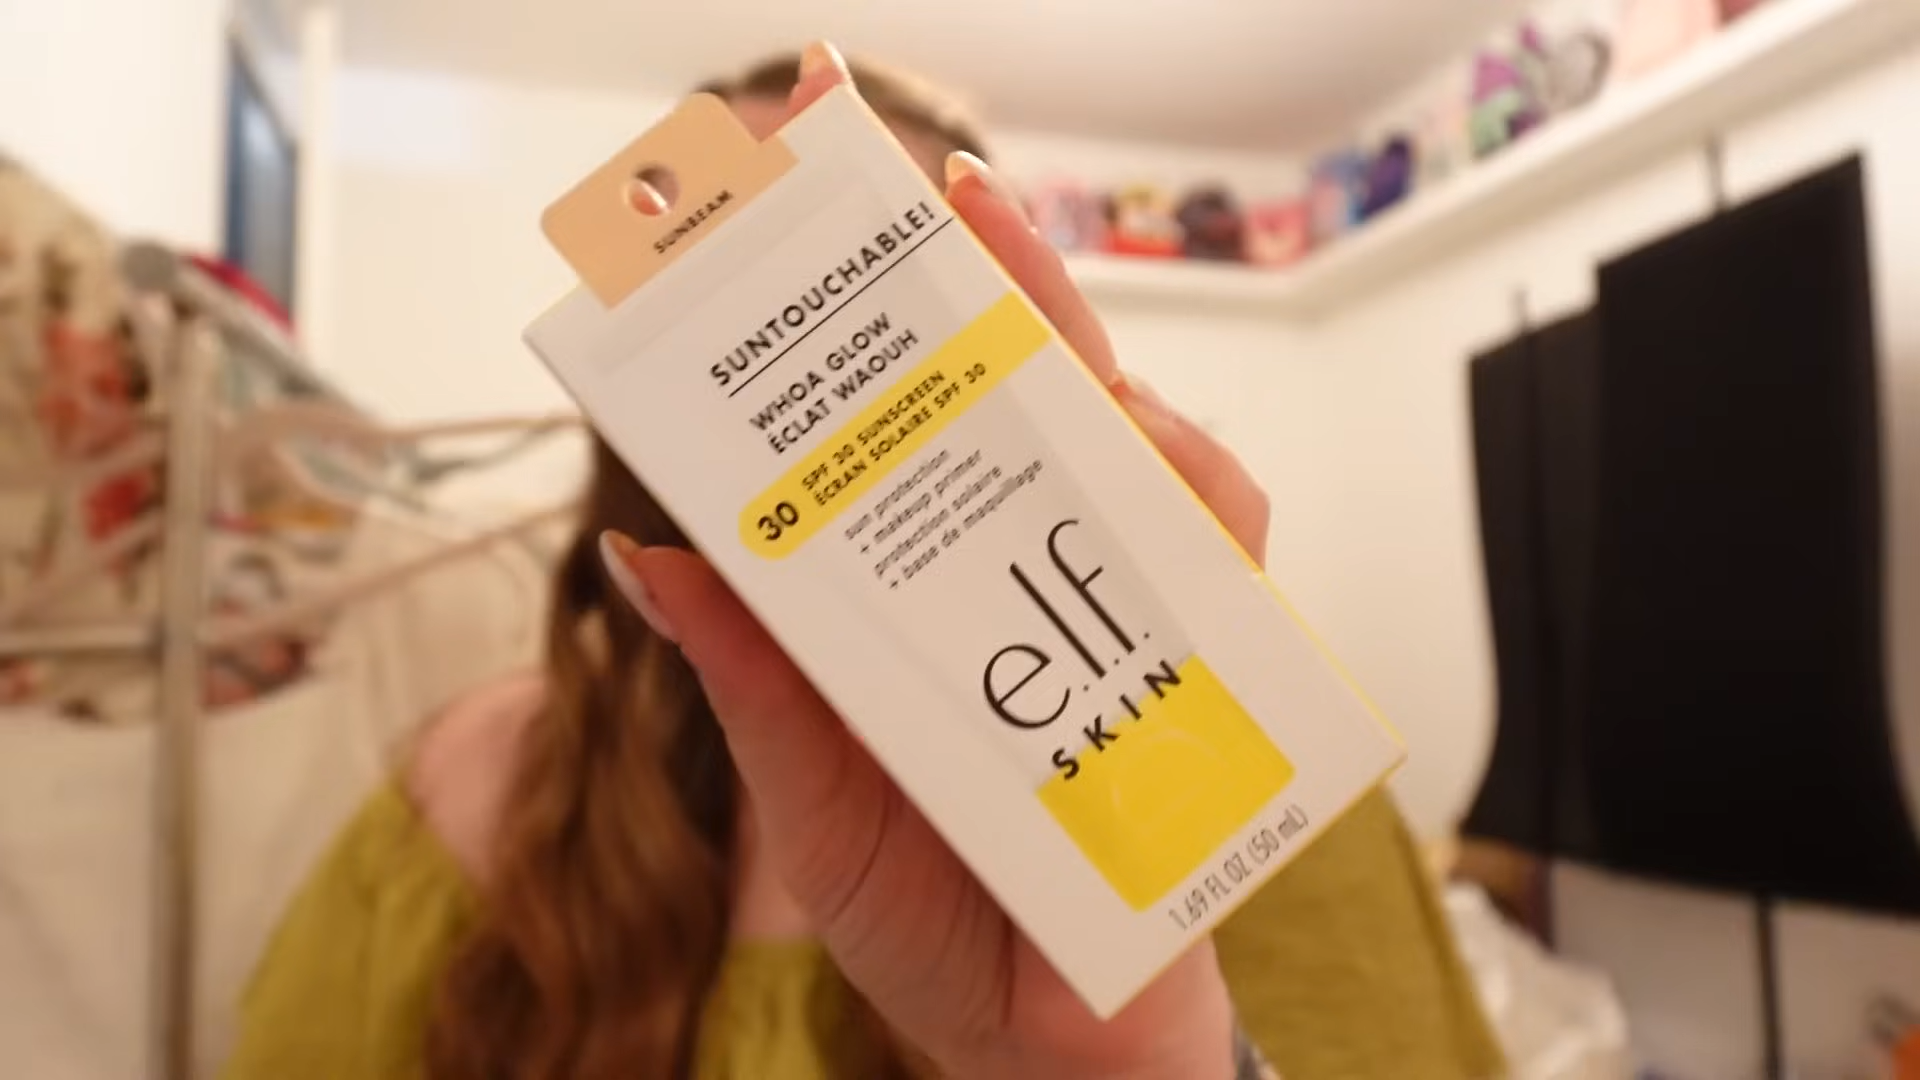 SUNBEAM
SUNTOUCHABLE!
WHOA GLOW
ÉCLAT WAOUH
30
SPF 30 SUNSCREEN
ÉCRAN SOLAIRE SPF 30
sun protection
+ makeup primer
protection solaire
+ base de maquillage
e.l.f.
SKIN
1.69 FL OZ (50 mL)